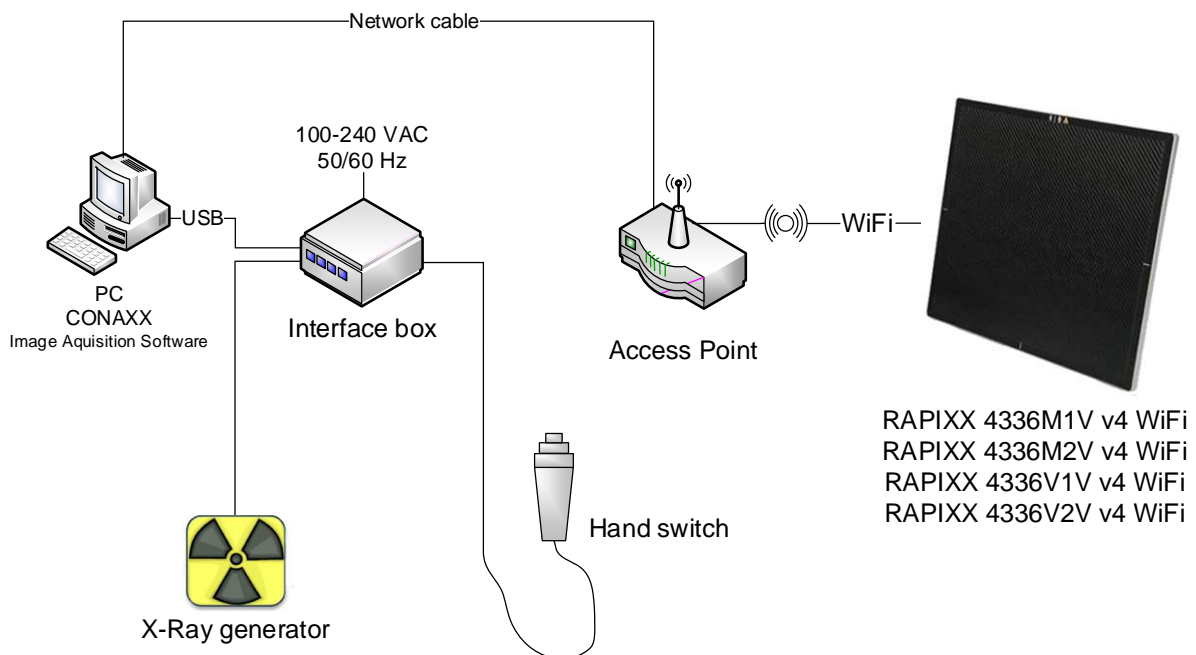 Network cable
100-240 VAC
50/60 Hz
USB
WiFi
PC
CONAXX
Image Aquisition Software
Interface box
Access Point
RAPIXX 4336M1V v4 WiFi
RAPIXX 4336M2V v4 WiFi
RAPIXX 4336V1V v4 WiFi
RAPIXX 4336V2V v4 WiFi
Hand switch
X-Ray generator